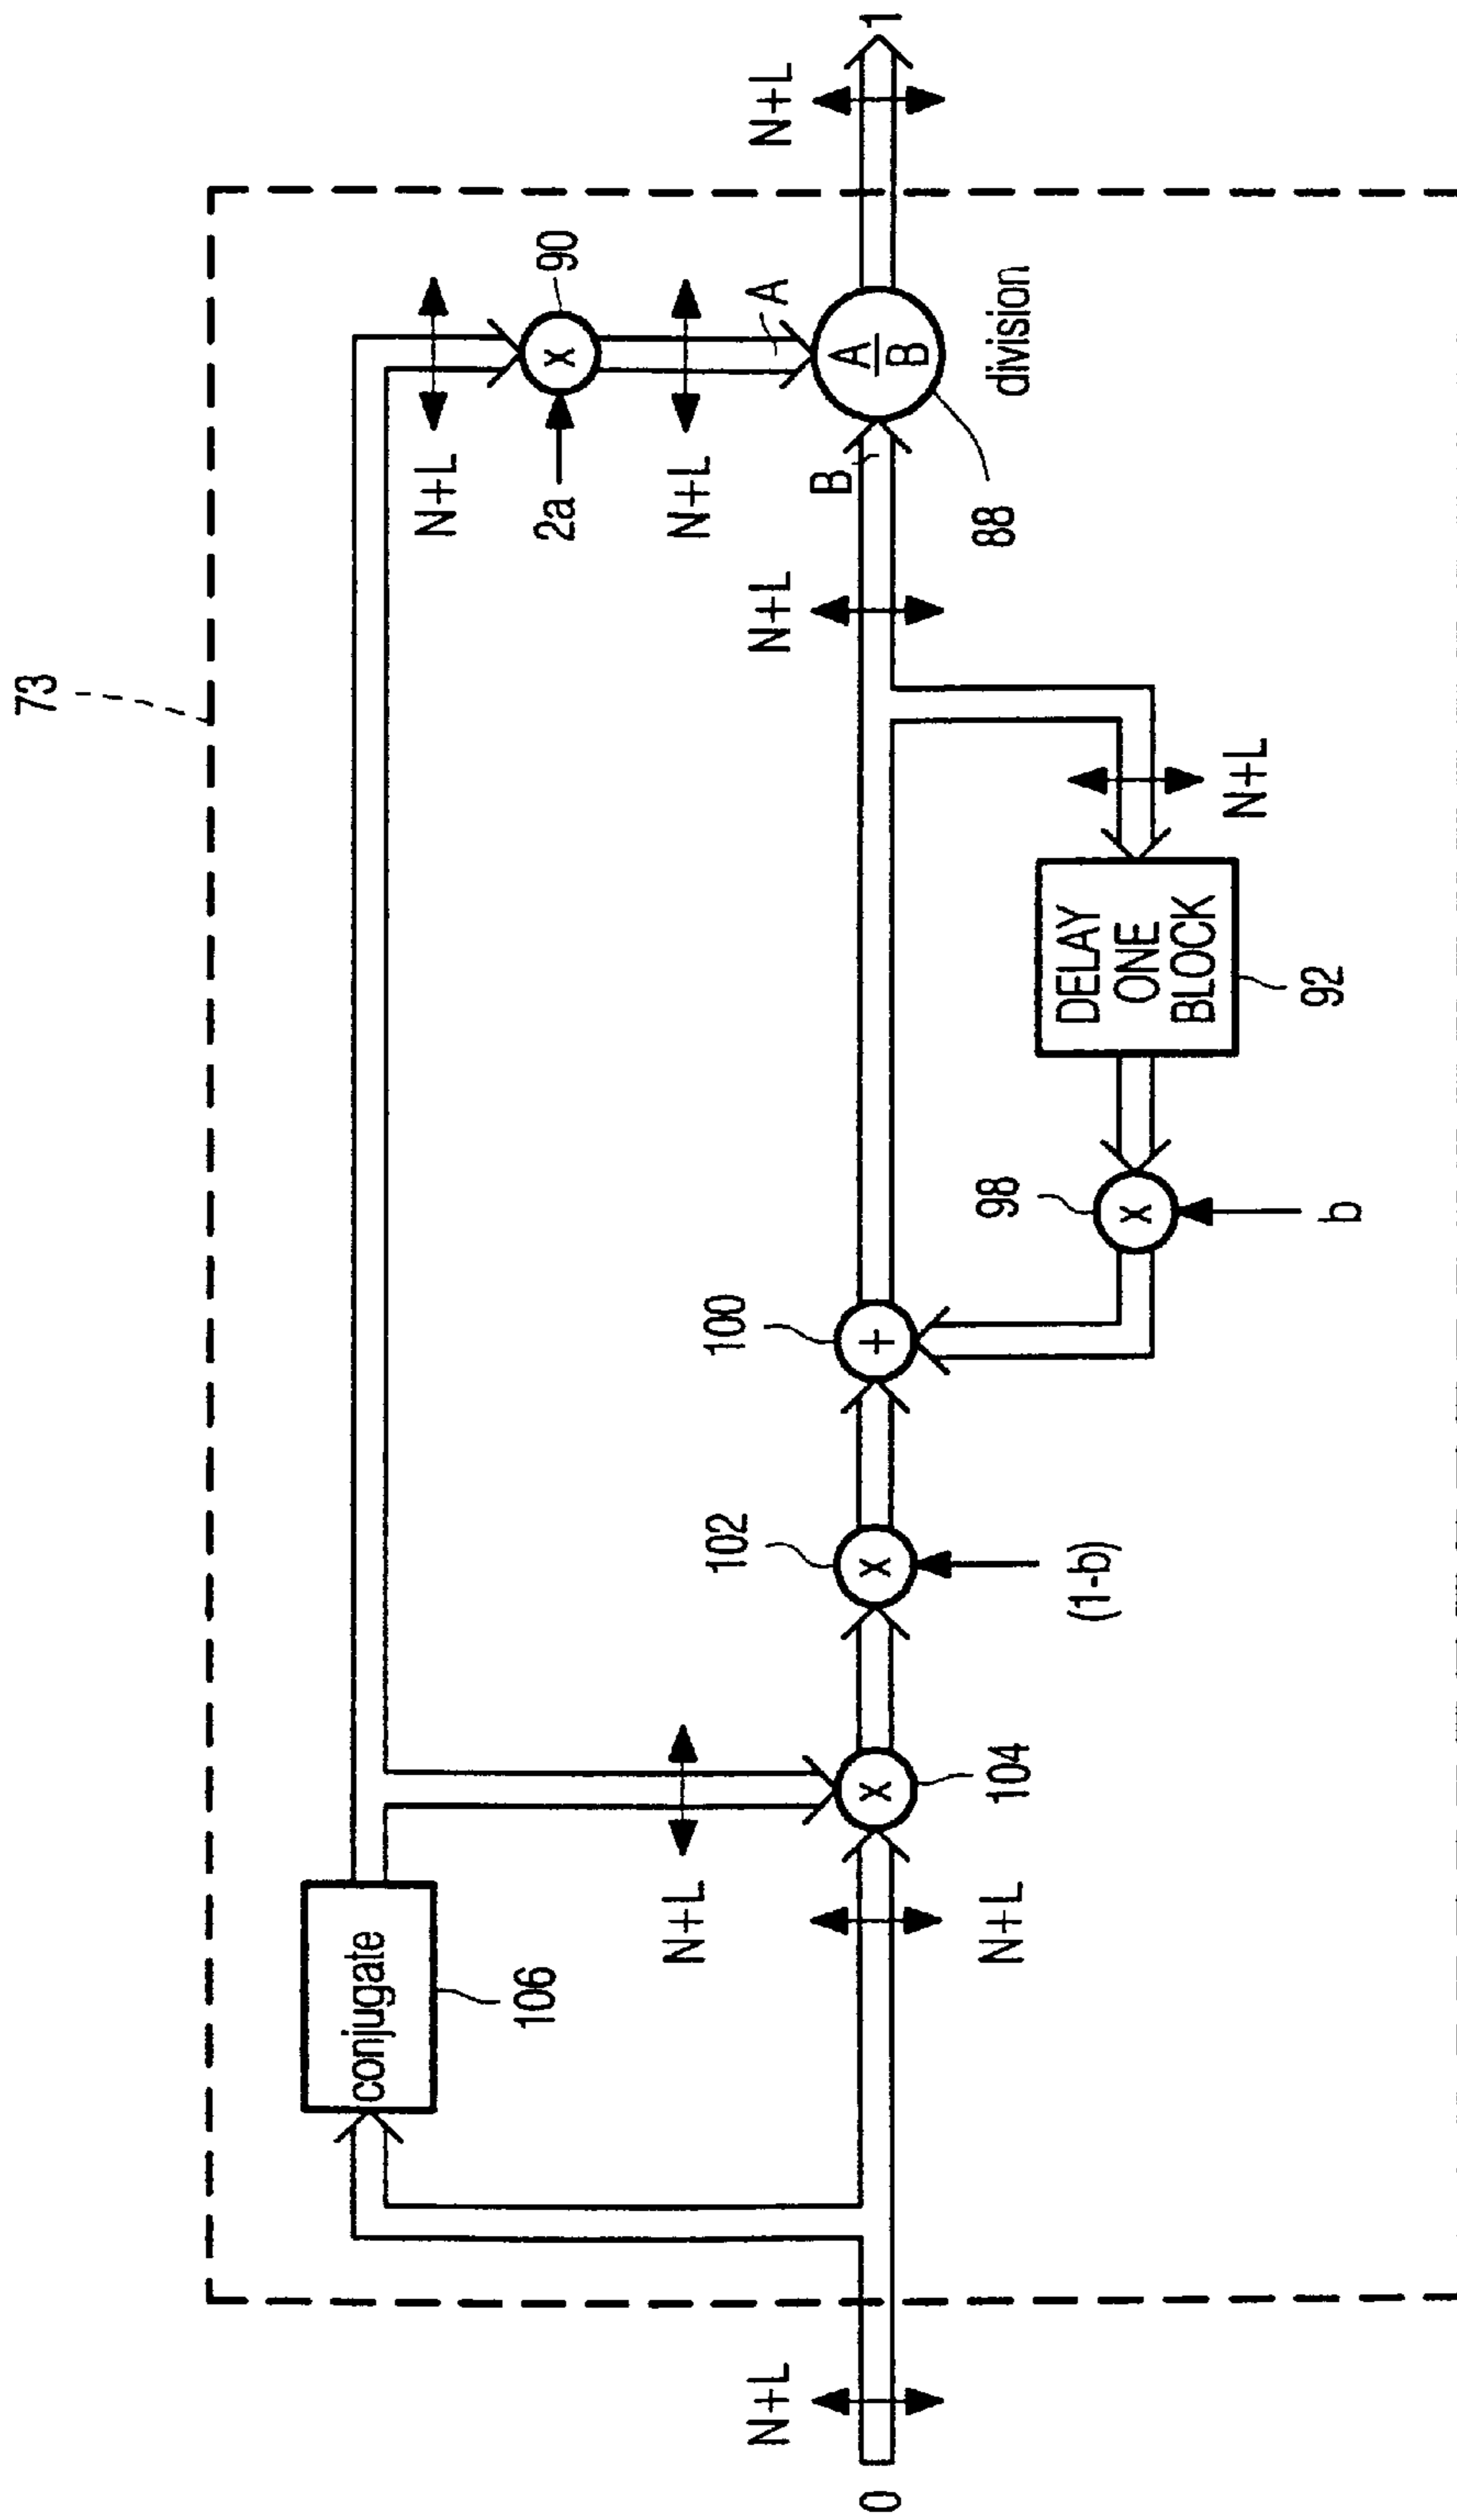 73
conjugate
106
N+L
2a
90
N+L
N+L
A
N+L
0
N+L
N+L
104
x
102
x
(1-b)
100
+
98
x
b
DELAY
ONE
BLOCK
92
N+L
N+L
B
A
B
88
division
x
N+L
1